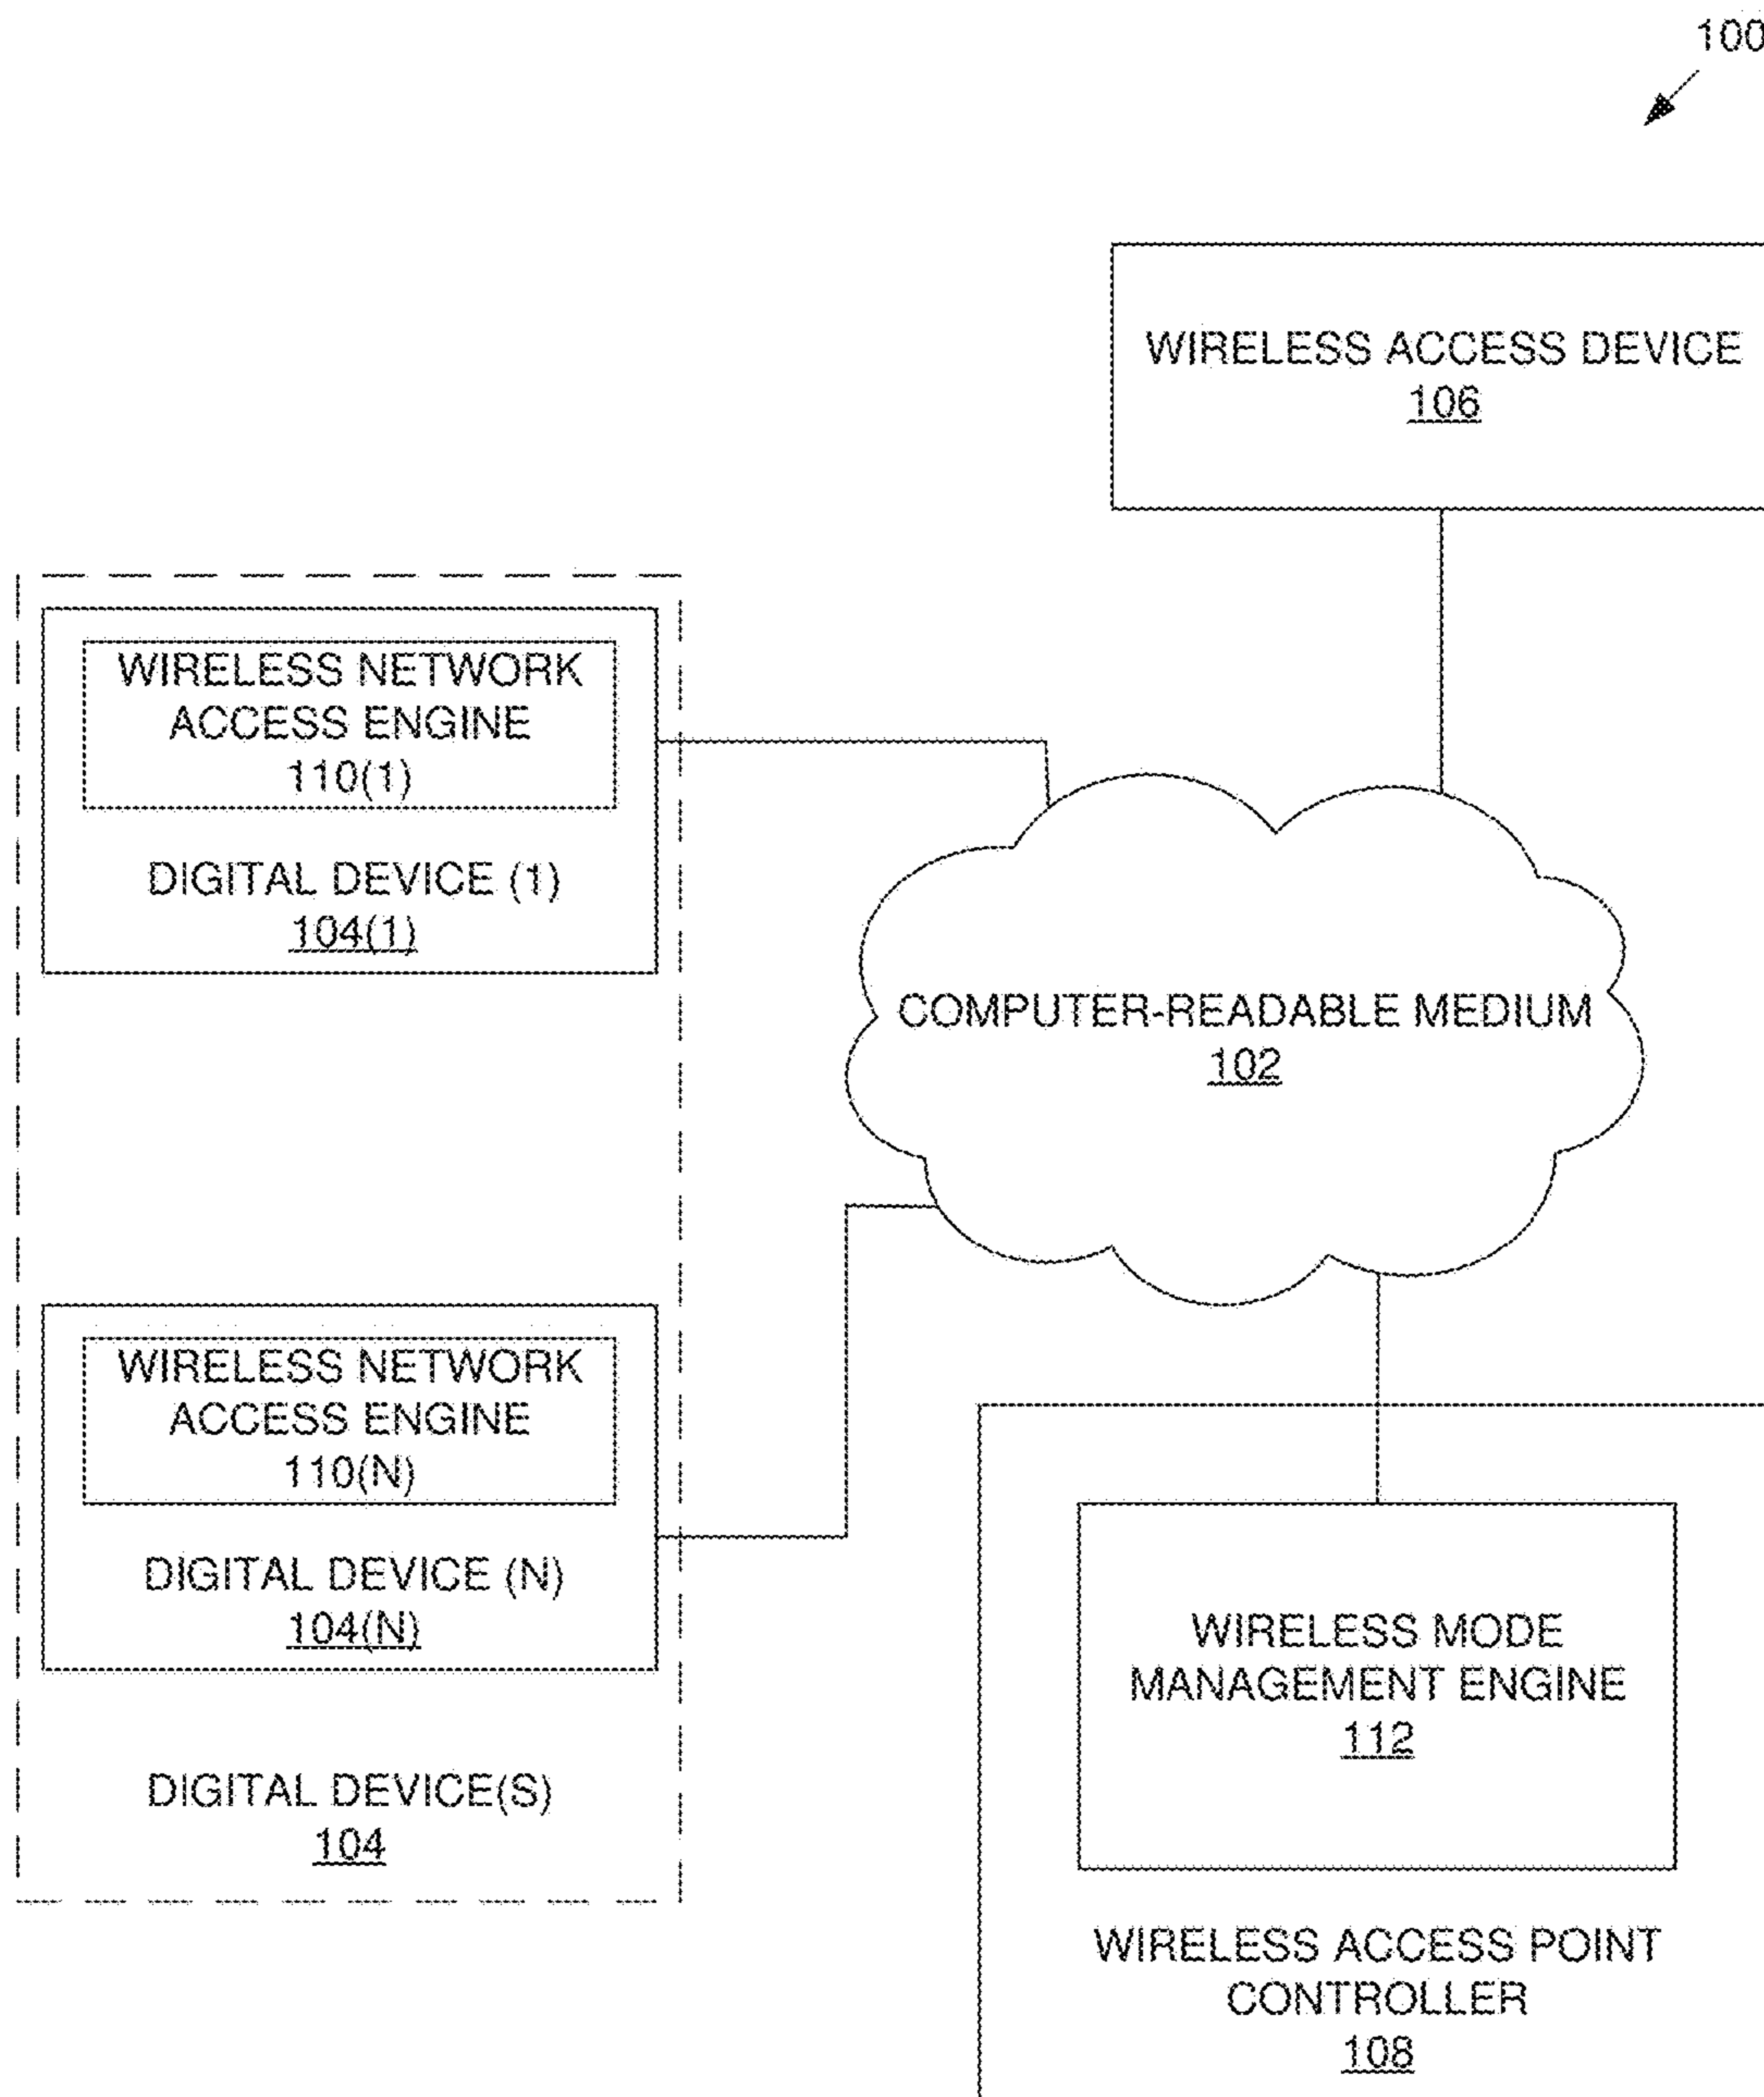 100
WIRELESS ACCESS DEVICE
106
WIRELESS NETWORK
ACCESS ENGINE
110(1)
DIGITAL DEVICE (1)
104(1)
COMPUTER-READABLE MEDIUM
102
WIRELESS NETWORK
ACCESS ENGINE
110(N)
DIGITAL DEVICE (N)
104(N)
DIGITAL DEVICE(S)
104
WIRELESS MODE
MANAGEMENT ENGINE
112
WIRELESS ACCESS POINT
CONTROLLER
108